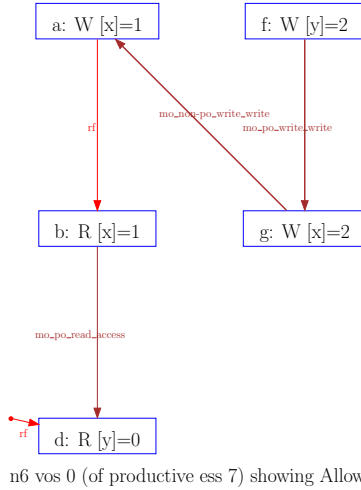 a: W [x]=1
f: W [y]=2
mo_non-po_write_write
rf
mo_po_write_write
b: R [x]=1
g: W [x]=2
mo_po_read_access
rf
d: R [y]=0
n6 vos 0 (of productive ess 7) showing Allow